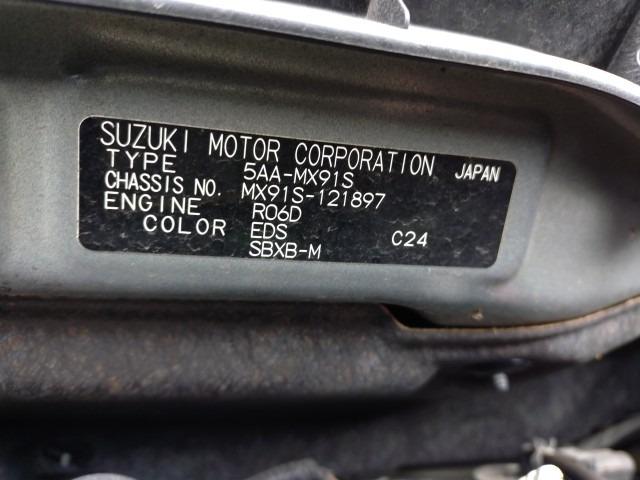 SUZUKI MOTOR CORPORATION JAPAN
TYPE 5AA-MX91S
CHASSIS NO. MX91S-121897
ENGINE R06D
COLOR EDS C24
SBXB-M